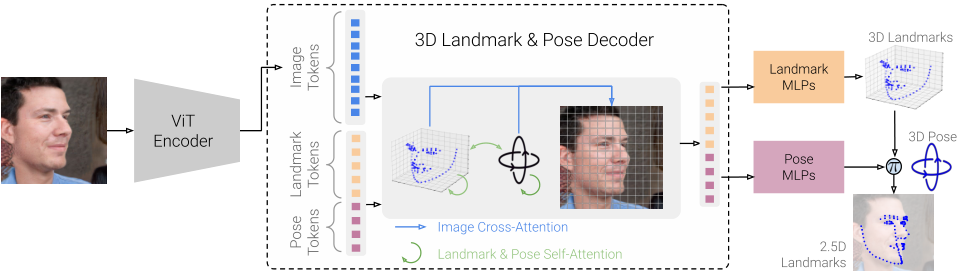 ViT
Encoder
Image
Tokens
Landmark
Tokens
Pose
Tokens
3D Landmark & Pose Decoder
Image Cross-Attention
Landmark & Pose Self-Attention
Landmark
MLPs
Pose
MLPs
3D Landmarks
3D Pose
π
2.5D
Landmarks